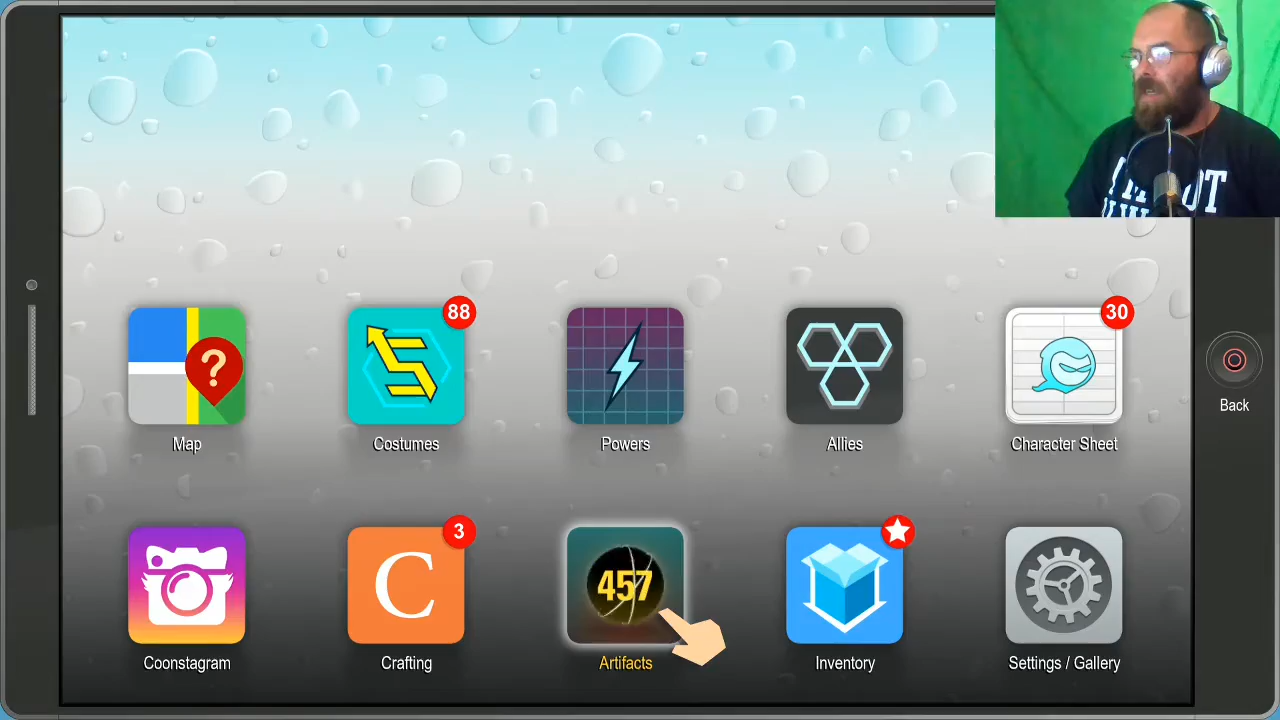 88
30
?
Map
Costumes
Powers
Allies
Character Sheet
Back
3
C
457
Coonstagram
Crafting
Artifacts
Inventory
Settings / Gallery